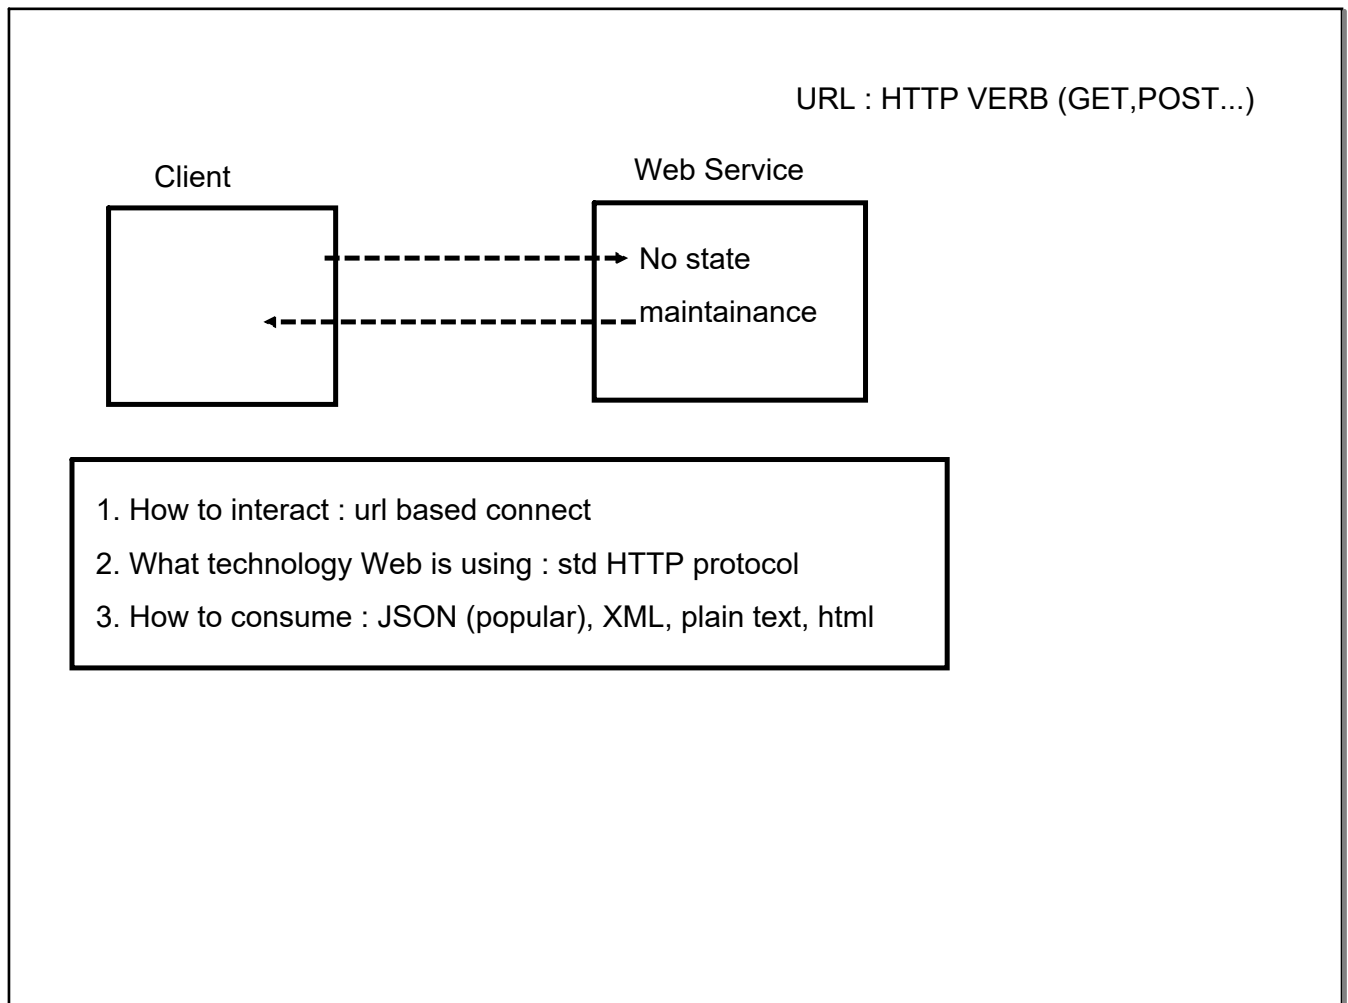 URL : HTTP VERB (GET,POST...)
Client
Web Service
No state
maintainance
1. How to interact : url based connect
2. What technology Web is using : std HTTP protocol
3. How to consume : JSON (popular), XML, plain text, html